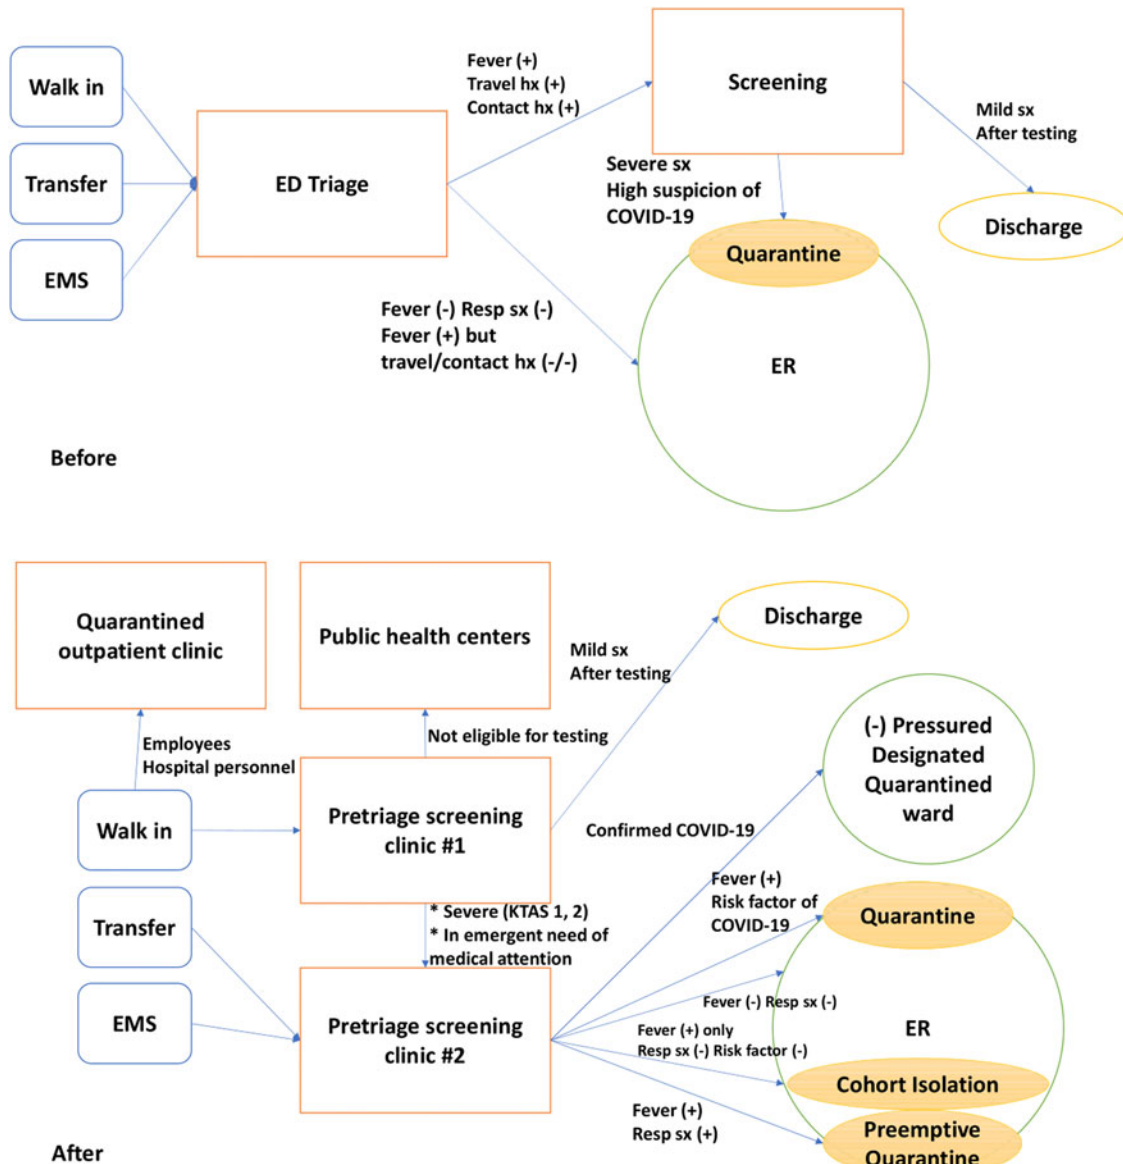 Walk in
Transfer
EMS
ED Triage
Fever (+)
Travel hx (+)
Contact hx (+)
Screening
Mild sx
After testing
Severe sx
High suspicion of
COVID-19
Discharge
Quarantine
Fever (-) Resp sx (-)
Fever (+) but
travel/contact hx (-/-)
ER
Before
Quarantined
outpatient clinic
Public health centers
Discharge
Mild sx
After testing
Employees
Hospital personnel
Not eligible for testing
(-) Pressured
Designated
Quarantined
ward
Walk in
Pretriage screening
clinic #1
Confirmed COVID-19
Transfer
* Severe (KTAS 1, 2)
* In emergent need of
medical attention
Fever (+)
Risk factor of
COVID-19
Quarantine
EMS
Pretriage screening
clinic #2
Fever (-) Resp sx (-)
Fever (+) only
Resp sx (-) Risk factor (-)
ER
Cohort Isolation
Fever (+)
Resp sx (+)
Preemptive
Quarantine
After